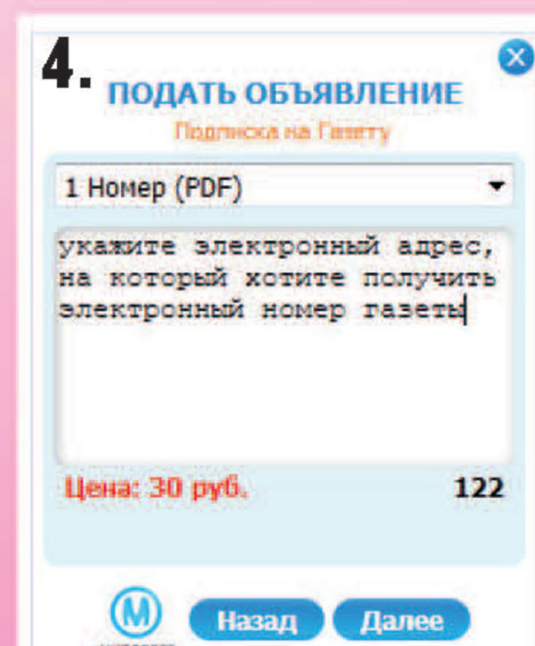 4.
ПОДАТЬ ОБЪЯВЛЕНИЕ
Подписка на Газету
1 Номер (PDF)
укажите электронный адрес,
на который хотите получить
электронный номер газеты
Цена: 30 руб.
122
М
Назад
Далее